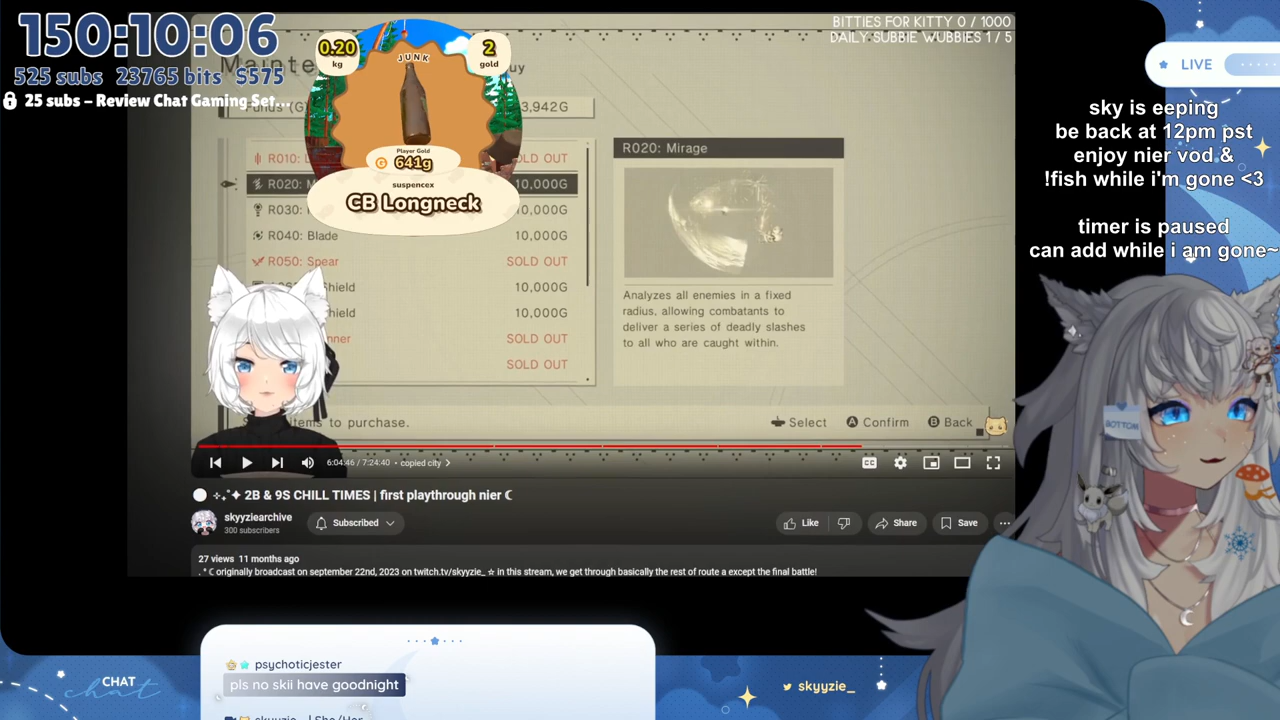 150:10:06
525 subs 23765 bits $575
25 subs – Review Chat Gaming Set...
BITTIES FOR KITTY 0 / 1000
DAILY SUBBIE WUBBIES 1 / 5
0.20
kg
JUNK
2
gold
Player Gold
G 641g
suspencex
CB Longneck
Funds (G)
3,942G
R010:
SOLD OUT
R020:
10,000G
R030:
10,000G
R040: Blade
10,000G
R050: Spear
SOLD OUT
10,000G
10,000G
SOLD OUT
SOLD OUT
R020: Mirage
Analyzes all enemies in a fixed
radius, allowing combatants to
deliver a series of deadly slashes
to all who are caught within.
to purchase.
Select
A Confirm
B Back
6:04:46 / 7:24:40 • copied city
CC
2B & 9S CHILL TIMES | first playthrough nier
skyyziearchive
300 subscribers
Subscribed
Like
Share
Save
27 views 11 months ago
originally broadcast on september 22nd, 2023 on twitch.tv/skyyzie_ ☆ in this stream, we get through basically the rest of route a except the final battle!
LIVE
sky is eeping
be back at 12pm pst
enjoy nier vod &
!fish while i'm gone <3
timer is paused
can add while i am gone~
BOTTOM
CHAT
chat
psychoticjester
pls no skii have goodnight
skyyzie_ | She/Her
skyyzie_